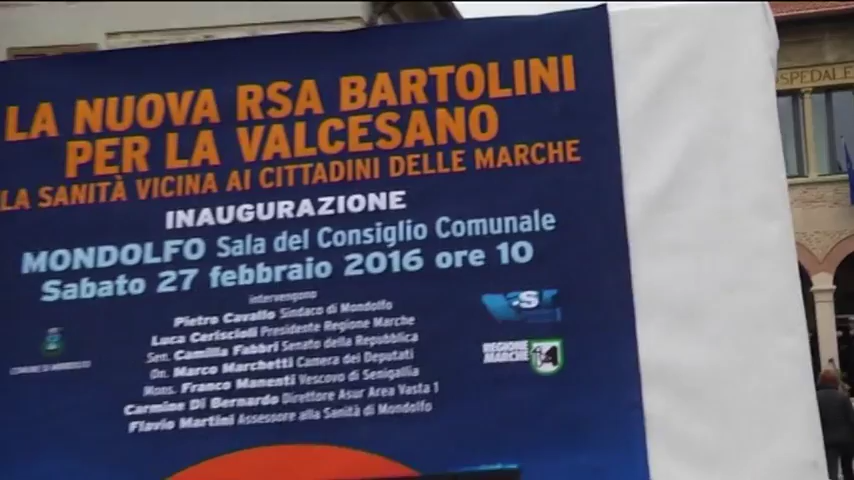 LA NUOVA RSA BARTOLINI
PER LA VALCESANO
LA SANITÀ VICINA AI CITTADINI DELLE MARCHE
INAUGURAZIONE
MONDOLFO Sala del Consiglio Comunale
Sabato 27 febbraio 2016 ore 10
intervengono
Pietro Cavallo Sindaco di Mondolfo
Luca Ceriscioli Presidente Regione Marche
Sen. Camilla Fabbri Senato della Repubblica
On. Marco Marchetti Camera dei Deputati
Mons. Franco Manenti Vescovo di Senigallia
Carmine Di Bernardo Direttore Asur Area Vasta 1
Flavio Martini Assessore alla Sanità di Mondolfo
COMUNE DI MONDOLFO
REGIONE
MARCHE
SPEDALE